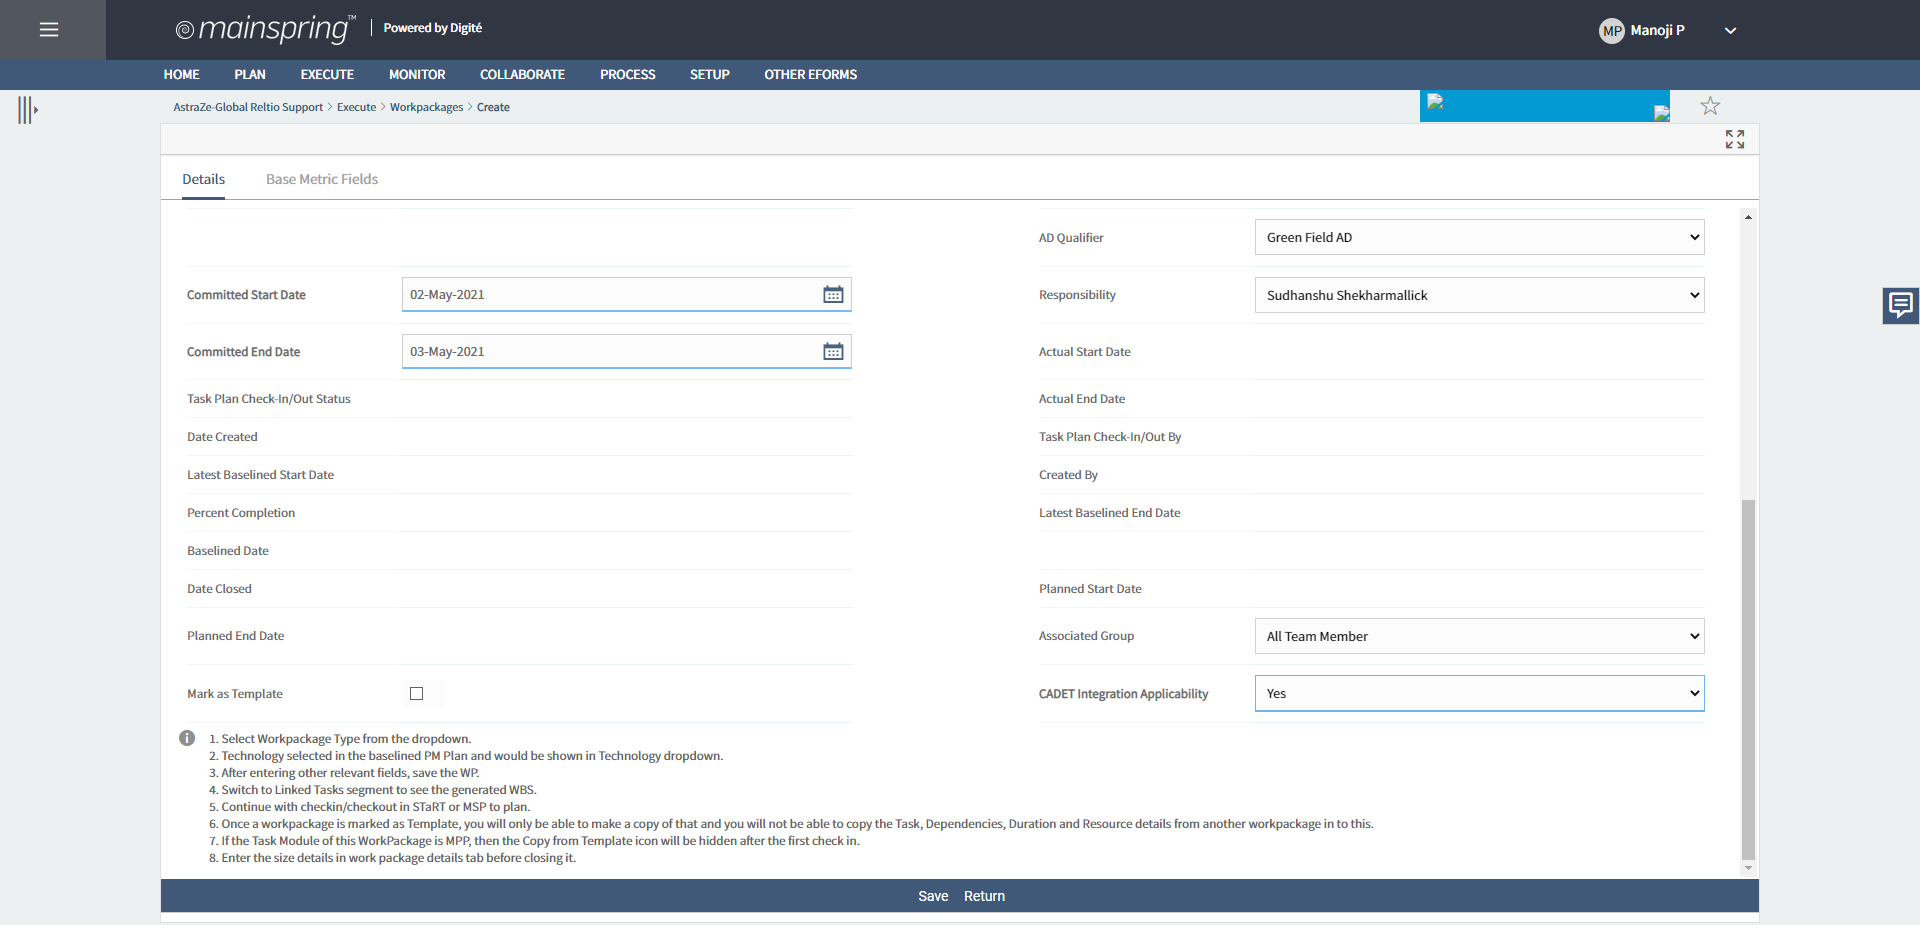 mainspring™ Powered by Digité
MP Manoji P
HOME PLAN EXECUTE MONITOR COLLABORATE PROCESS SETUP OTHER EFORMS
AstraZe-Global Reltio Support > Execute > Workpackages > Create
Details Base Metric Fields
AD Qualifier Green Field AD
Committed Start Date 02-May-2021 Responsibility Sudhanshu Shekharmallick
Committed End Date 03-May-2021 Actual Start Date
Task Plan Check-In/Out Status Actual End Date
Date Created Task Plan Check-In/Out By
Latest Baselined Start Date Created By
Percent Completion Latest Baselined End Date
Baselined Date
Date Closed Planned Start Date
Planned End Date Associated Group All Team Member
Mark as Template CADET Integration Applicability Yes
1. Select Workpackage Type from the dropdown.
2. Technology selected in the baselined PM Plan and would be shown in Technology dropdown.
3. After entering other relevant fields, save the WP.
4. Switch to Linked Tasks segment to see the generated WBS.
5. Continue with checkin/checkout in STaRT or MSP to plan.
6. Once a workpackage is marked as Template, you will only be able to make a copy of that and you will not be able to copy the Task, Dependencies, Duration and Resource details from another workpackage in to this.
7. If the Task Module of this WorkPackage is MPP, then the Copy from Template icon will be hidden after the first check in.
8. Enter the size details in work package details tab before closing it.
Save Return